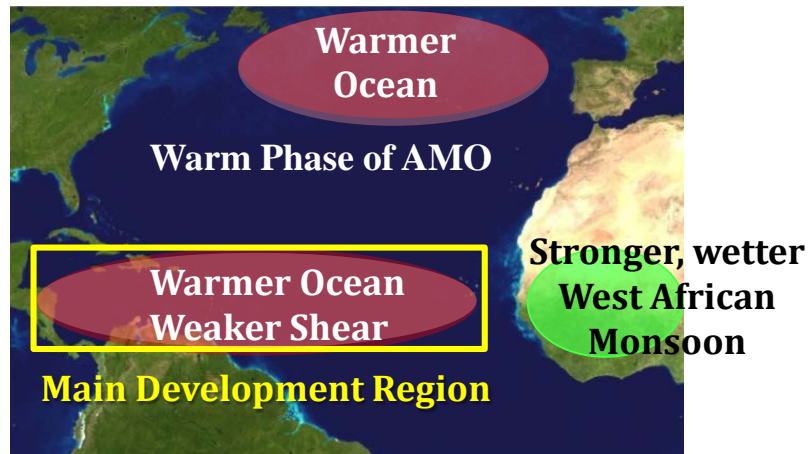 Warmer
Ocean
Warm Phase of AMO
Stronger, wetter
West African
Monsoon
Warmer Ocean
Weaker Shear
Main Development Region